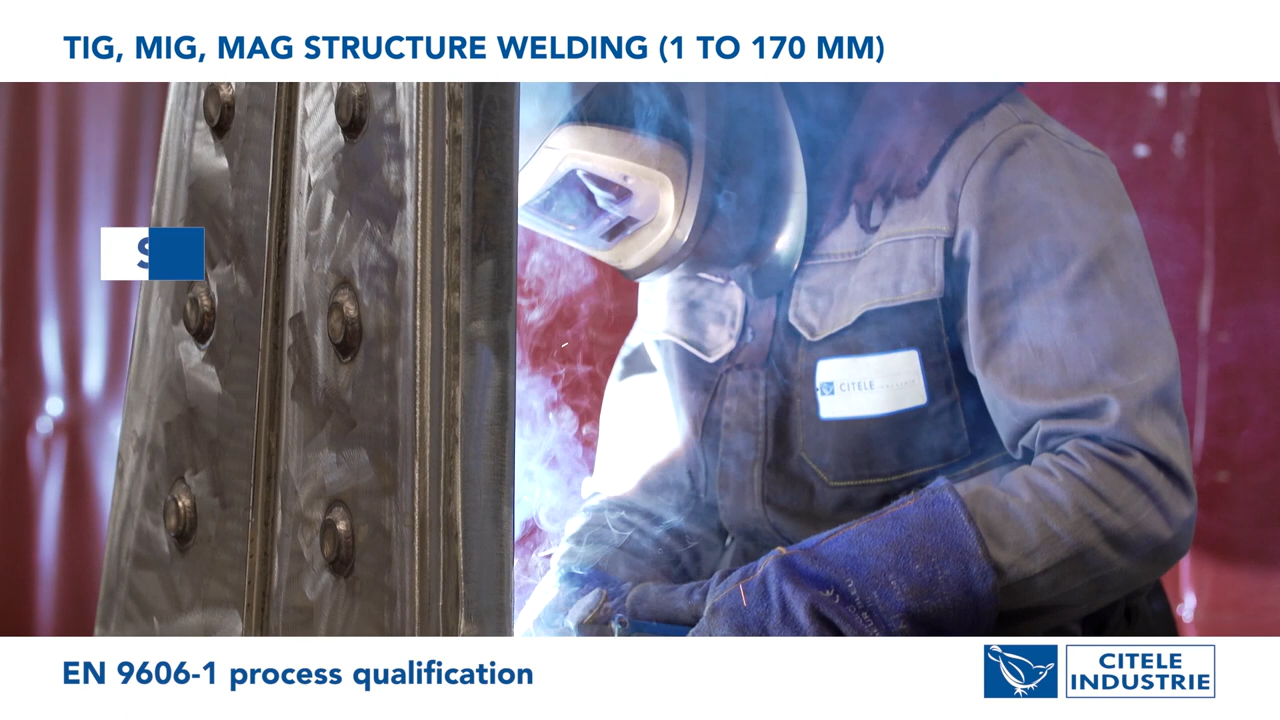 TIG, MIG, MAG STRUCTURE WELDING (1 TO 170 MM)
S
CITELE
EN 9606-1 process qualification
CITELE
INDUSTRIE